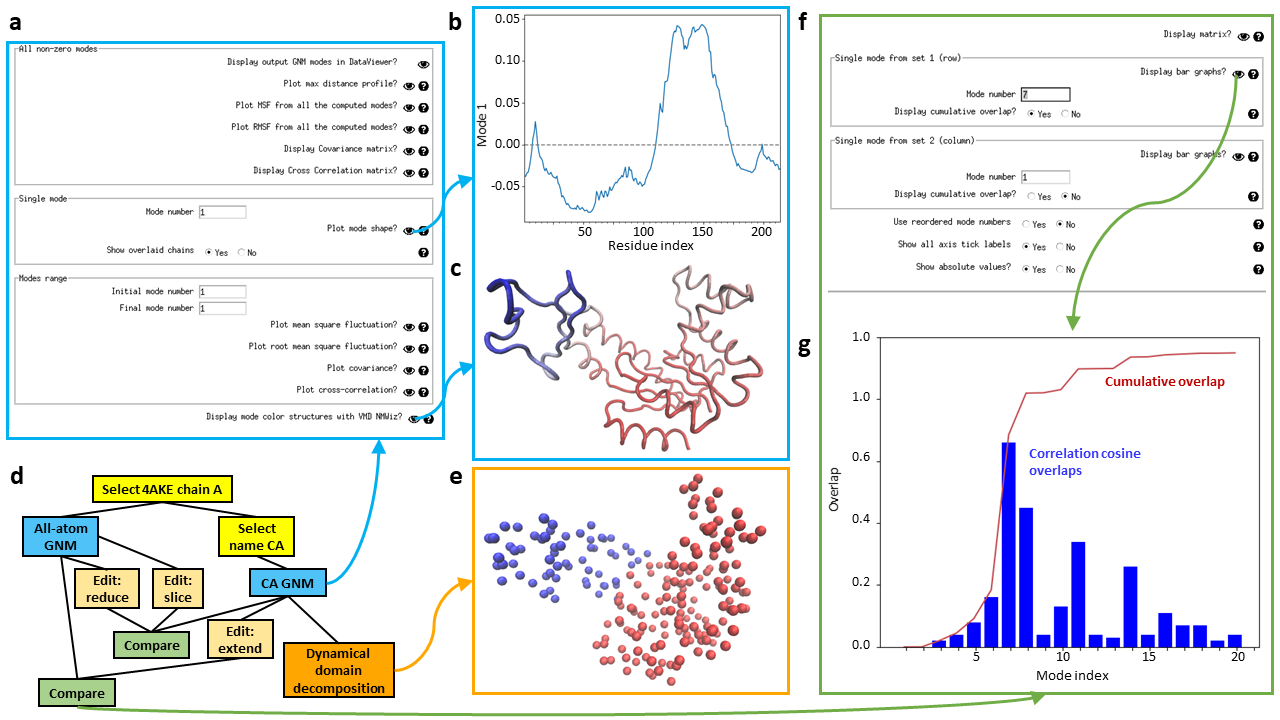 a
All non-zero modes
Display output GNM modes in DataViewer?
Plot max distance profile?
Plot MSF from all the computed modes?
Plot RMSF from all the computed modes?
Display Covariance matrix?
Display Cross Correlation matrix?
Single mode
Mode number 1
Plot mode shape?
Show overlaid chains Yes No
Modes range
Initial mode number 1
Final mode number 1
Plot mean square fluctuation?
Plot root mean square fluctuation?
Plot covariance?
Plot cross-correlation?
Display mode color structures with VMD NMWiz?
b
0.05
0.10
0.05
0.00
-0.05
Mode 1
50 100 150 200
Residue index
c
d
Select 4AKE chain A
All-atom
GNM
Select
name CA
Edit:
reduce
Edit:
slice
CA GNM
Compare
Edit:
extend
Dynamical
domain
decomposition
Compare
e
f
Display matrix?
Single mode from set 1 (row)
Display bar graphs?
Mode number 7
Display cumulative overlap? Yes No
Single mode from set 2 (column)
Display bar graphs?
Mode number 1
Display cumulative overlap? Yes No
Use reordered mode numbers Yes No
Show all axis tick labels Yes No
Show absolute values? Yes No
g
1.0
1.0
0.6
0.4
0.2
0.0
Overlap
Cumulative overlap
Correlation cosine
overlaps
5 10 15 20
Mode index